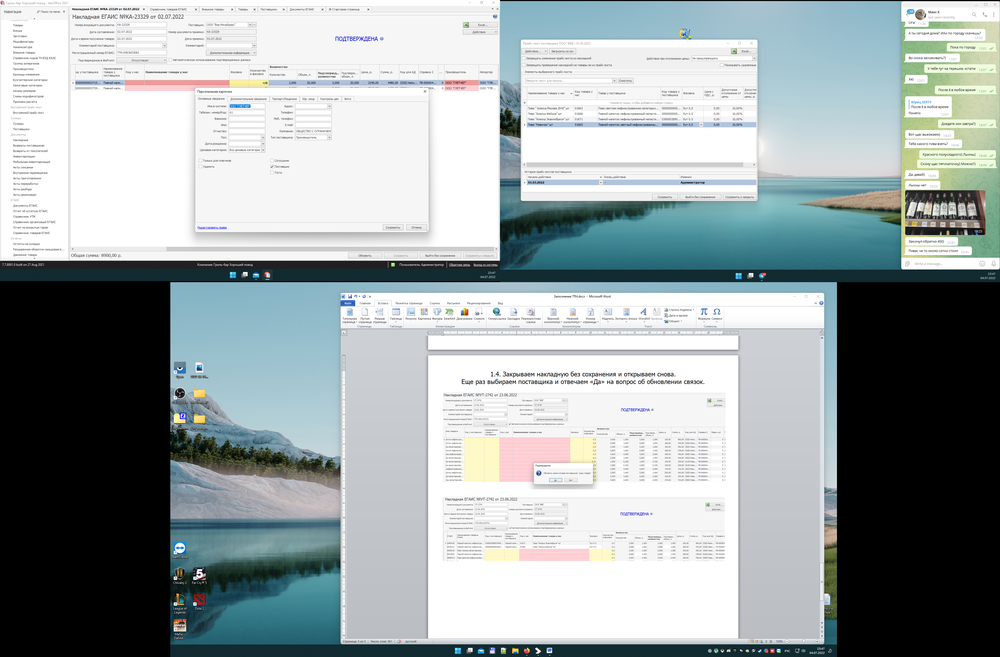 Гриль-бар Хороший повод - iikoOffice 2021
Навигация
Поиск по меню
Товары
Блюда
Заготовки
Модификаторы
Номенклатура
Внешние товары
Справочник кодов ТН ВЭД ЕАЭС
Группы аллергенов
Производители
Единицы измерения
Бухгалтерские категории
Налоговые категории
Шкалы размеров
Схемы модификаторов
Признаки расчета
Внутренний прайс-лист
Внутренний прайс-лист
Склады
Склады
Поставщики
Документы
Накладные
Возвраты поставщикам
Возвраты от покупателей
Инвентаризации
Мобильная инвентаризация
Акты списания
Внутренние перемещения
Акты приготовления
Акты переработки
Акты разбора
Акты реализации
ЕГАИС
Документы ЕГАИС
Отчет об остатках ЕГАИС
Справочник УТМ
Справочник организаций ЕГАИС
Отчет по вскрытым тарам
Справочник товаров ЕГАИС
Отчеты
Остатки на складах
Расширенная оборотно-сальдовая в...
Движение товара
Накладная ЕГАИС №КА-23329 от 02.07.2022
Справочник товаров ЕГАИС
Внешние товары
Товары
Поставщики
Документы ЕГАИС
Стартовая страница
Накладная ЕГАИС №КА-23329 от 02.07.2022
Номер входящего документа: КА-23329
Поставщик: ООО "Бир Инсайдерс"
Excel...
Дата составления: 02.07.2022
Номер документа приемки: КА-23329
Действия
Дата и время получения товара: 02.07.2022
Дата приемки: 02.07.2022
ПОДТВЕРЖДЕНА
Комментарий поставщика:
Комментарий:
Регистрационный номер ЕГАИС: TTN-0563653082
Дополнительная информация
Подтверждение в iikoFront: Отсутствует
Автоматическое использование подтвержденных данных
од у поставщика
Наименование товара у поставщика
Код у нас
Наименование товара у нас
Фасовка
Количество в фасовке
Количество
Количество
Объем, л.
Подтвержд... количество
Подтверж... объем, л.
Цена, р.
Сумма, р.
Код для АД
Справка 2
...
Производитель
Импортер
00000000003715... Пивной напи... н/ф 2,000 20,000 2,000 20,000 2240,00 4480,00 (520) Напи... FB-000004... 0 ООО "ГЛЕТЧЕР" ООО "ГЛЕ...
00000000003734... Пивной напи... 0 ООО "ГЛЕТЧЕР" ООО "ГЛЕ...
Персональная карточка
Основные сведения
Дополнительные сведения
Паспорт/Лицензия
Юр. лицо
Контроль цен
Фото
Имя в системе: ООО "ГЛЕТЧЕР"
Адрес:
Табельн. номер/Код: 61
Телефон:
Фамилия:
Моб. телефон:
Имя:
E-mail:
Отчество:
Компания: ОБЩЕСТВО С ОГРАНИЧЕНІ
Пол:
Тип поставщика: Производитель
Дата рождения:
Ценовая категория: Все ценовые категории
Только для плагинов
Сотрудник
Удалить
Поставщик
Гость
Редактировать права
Сохранить
Отмена
Общая сумма: 8900,00 р.
Обновить
Сохранить
Выйти без сохранения
Сохранить и закрыть
7.7.8001.0 built on 27 Aug 2021
Компания: Гриль-бар Хороший повод
Пользователь: Администратор
Обратная связь
Выход из системы
23:47
04.07.2022
Прайс-лист поставщика ООО "ВББ": 01.03.2022 -
Действия...
Загрузить из csv
Excel...
Запрещать изменение прайс-листа из накладной
Действие при отклонении цены: Не предупреждать
Запрещать проведение накладной на товары не из прайс-листа
Показывать удаленные
Элементы выбранного прайс-листа:
Введите текст для поиска...
Очистить
Наименование товара у нас
Код товара у нас
Товар у поставщика
Код товара у поставщика
Фасовка
Цена с НДС, р.
Допустимое отклонение от цены
Допустим отклонен цены, р.
Нажмите сюда, чтобы добавить новую строку
Пиво " Аляска Москва 2042" шт 01663 Пиво светлое нефильтрованное непатериз... 0000000000... бут 0,5 0,00 10,00%
Пиво "Аляска Фейхоа" шт 01668 Пивной напиток нефильтрованный непасте... 0000000000... бут 0,5 0,00 10,00%
Пиво "Аляска Эквилибриум" шт 01671 Пивной напиток нефильтрованный непасте... 0300002890... бут 0,5 0,00 10,00%
Пиво "Новичок" шт 01665 Пивной напиток светлый нефильтрованны... 0000000000... бут 0,5 0,00 10,00%
История прайс-листов поставщика:
Начало действия
Конец действия
Изменил
01.03.2022 - Администратор
Сохранить
Выйти без сохранения
Сохранить и закрыть
59
Макс К
last seen recently
Ога 11:30
А ты сегодня дома? Или по городу скачешь? 12:00
Пока по городу 12:01
Во скока заскакивать?) 12:01
У тебя тут на терешке, кстатм 12:01
Хе) 12:01
После 6 в любое время 12:01
Юрец SERTY
После 6 в любое время
Понято 12:01
Доедете или завтра?) 18:47
Вот щас выезжаем) 18:47
Тебе какого пива взять? 18:48
Красного полусладкого) Лыхны) 18:48
Скину щас пятихаточку) Можно?) 18:49
Да, давай) 18:49
Лыхны нет 19:25
19:25
Закинул обратно 400) 22:41
Пивас че то около сотки стоил 22:41
Write a message...
23:47
04.07.2022
Vysor
2022-06-09...
OBS Studio
Tor Browser2
LM_starter...
LM_starter...
TeamViewer
Chivalry 2
Far Cry® 5
League of Legends
Dota 2
Mafia - Definit...
Заполнение ТТН.docx - Microsoft Word
Файл
Главная
Вставка
Разметка страницы
Ссылки
Рассылки
Рецензирование
Вид
Титульная страница
Пустая страница
Разрыв страницы
Таблица
Рисунок
Картинка
Фигуры
SmartArt
Диаграмма
Снимок
Гиперссылка
Закладка
Перекрестная ссылка
Верхний колонтитул
Нижний колонтитул
Номер страницы
Надпись
Экспресс-блоки
WordArt
Буквица
Строка подписи
Дата и время
Объект
Формула
Символ
Страницы
Таблицы
Иллюстрации
Ссылки
Колонтитулы
Текст
Символы
1.4. Закрываем накладную без сохранения и открываем снова.
Еще раз выбираем поставщика и отвечаем «Да» на вопрос об обновлении связок.
Накладная ЕГАИС №УТ-2742 от 23.06.2022
ПОДТВЕРЖДЕНА
Подтверждение
Обновить связки [товар поставщика] - [наш товар]?
Да
Нет
Накладная ЕГАИС №УТ-2742 от 23.06.2022
ПОДТВЕРЖДЕНА
Страница: 5 из 5
Число слов: 361
русский
150%
РУС
23:47
04.07.2022